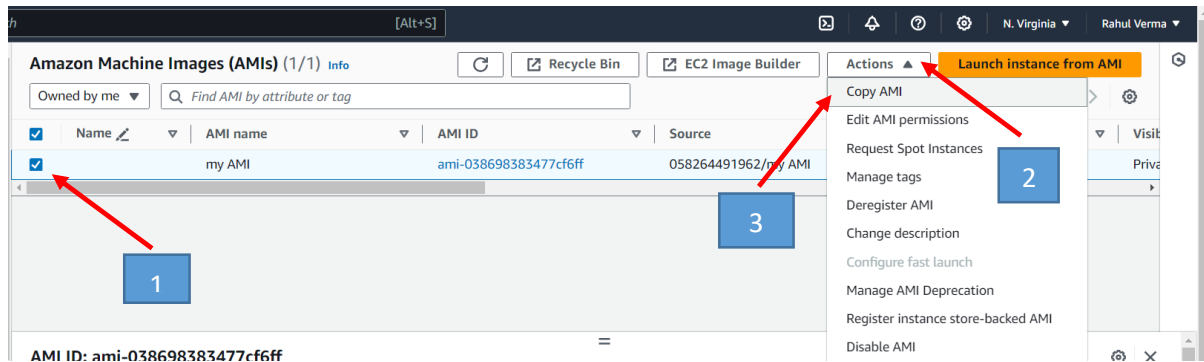 h [Alt+S] N. Virginia ▼ Rahul Verma ▼
Amazon Machine Images (AMIs) (1/1) Info Recycle Bin EC2 Image Builder Actions ▲ Launch instance from AMI
Owned by me ▼ Find AMI by attribute or tag
Copy AMI
Edit AMI permissions
Name AMI name AMI ID Source Visib
Request Spot Instances
my AMI ami-038698383477cf6ff 058264491962/my AMI Priva
Manage tags
2
Deregister AMI
3
Change description
Configure fast launch
1
Manage AMI Deprecation
Register instance store-backed AMI
Disable AMI
AMI ID: ami-038698383477cf6ff